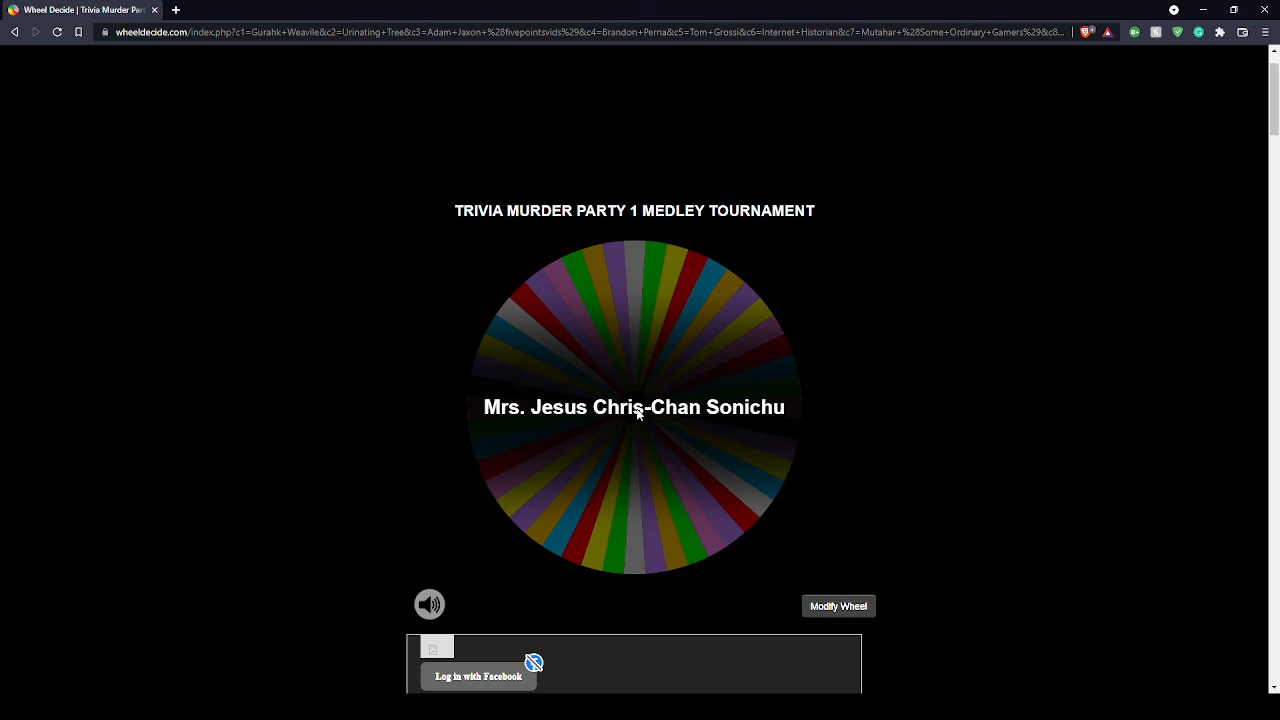 Wheel Decide | Trivia Murder Par
wheeldecide.com/index.php?c1=Gurahk+Weavile&c2=Urinating+Tree&c3=Adam+Jaxon+%28fivepointsvids%29&c4=Brandon+Perna&c5=Tom+Grossi&c6=Internet+Historian&c7=Mutahar+%28Some+Ordinary+Gamers%29&c8...
TRIVIA MURDER PARTY 1 MEDLEY TOURNAMENT
Mrs. Jesus Chris-Chan Sonichu
Modify Wheel
Log in with Facebook